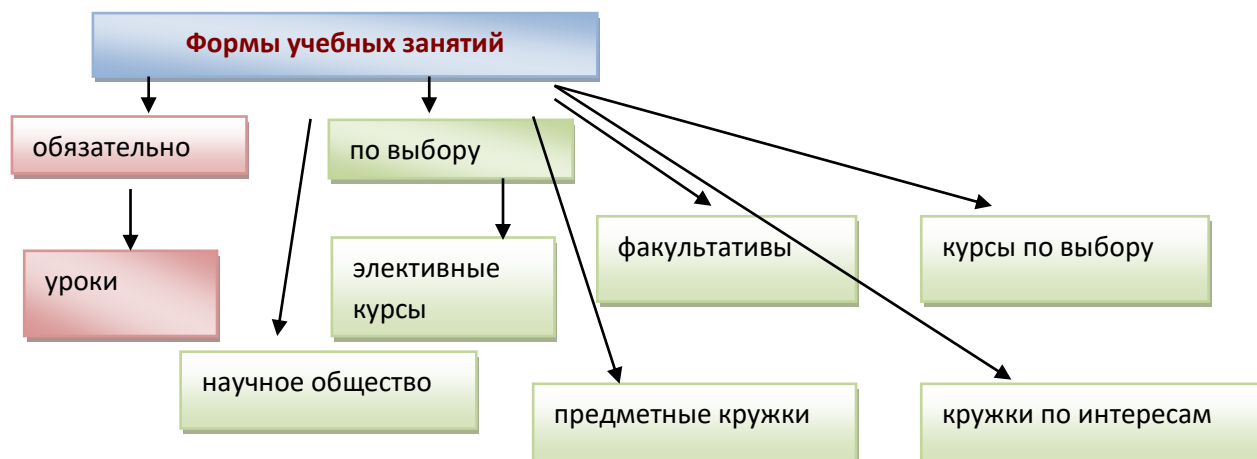 Формы учебных занятий
обязательно
по выбору
уроки
элективные
курсы
факультативы
курсы по выбору
научное общество
предметные кружки
кружки по интересам